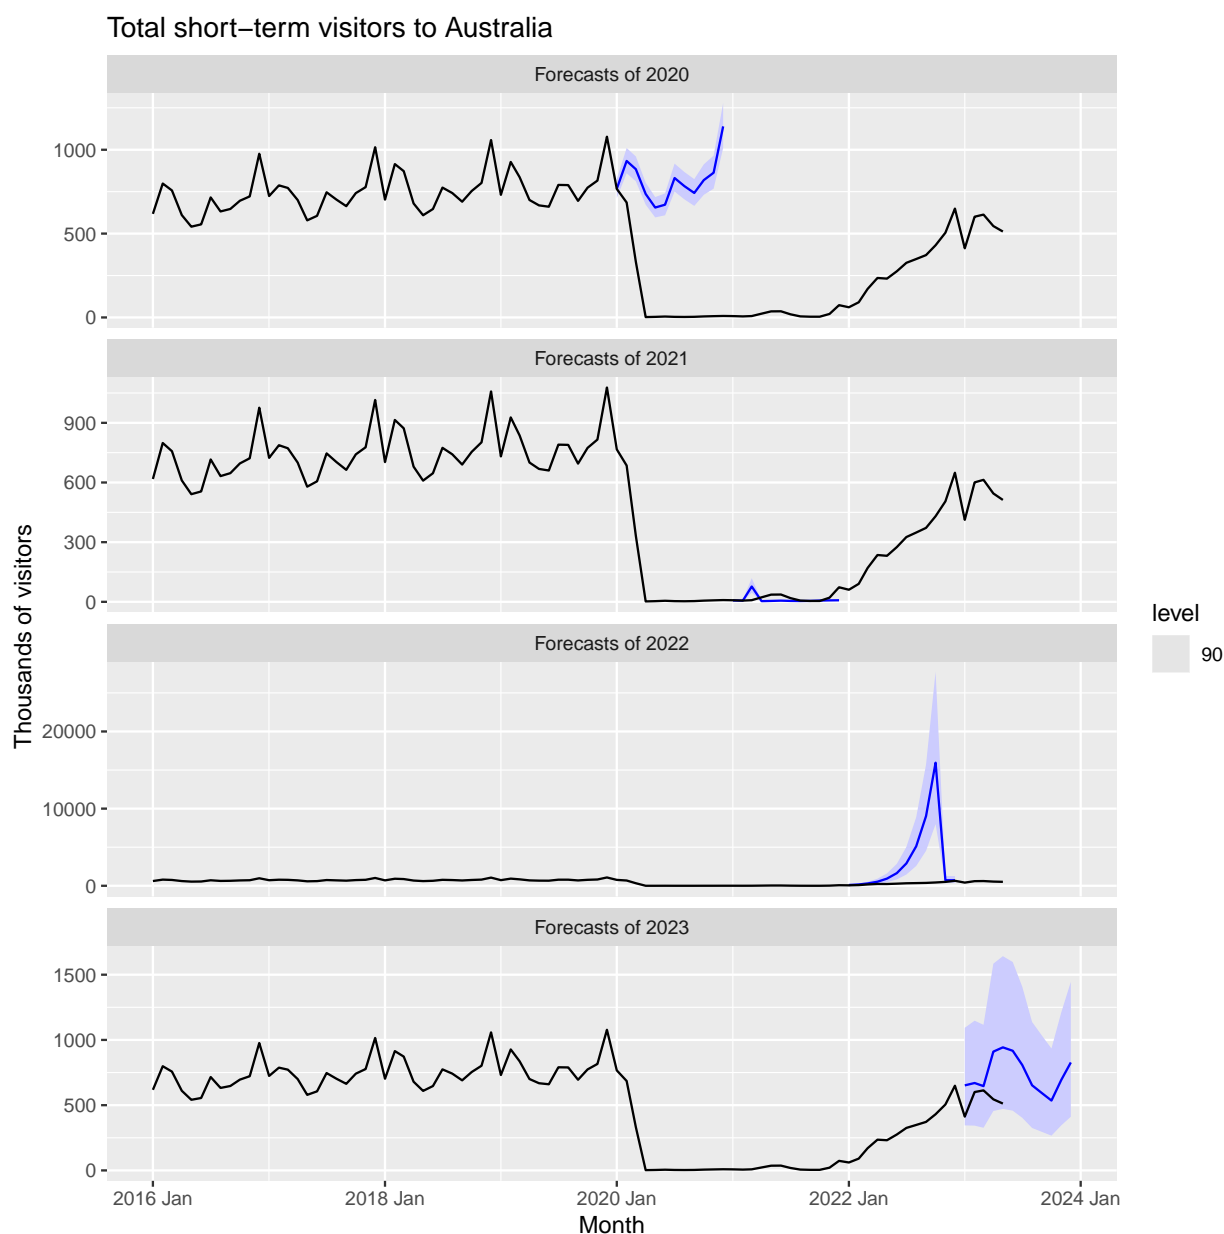 Total short−term visitors to Australia
Forecasts of 2020
1000
500
0
Forecasts of 2021
900
600
300
0
Forecasts of 2022
20000
10000
0
Forecasts of 2023
1500
1000
500
0
2016 Jan
2018 Jan
2020 Jan
2022 Jan
2024 Jan
Month
Thousands of visitors
level
90